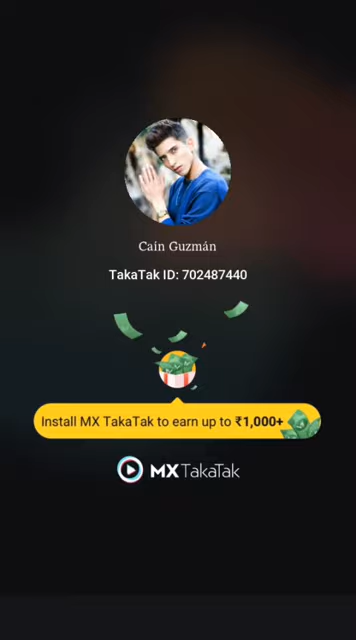 Cain Guzmán
TakaTak ID: 702487440
Install MX TakaTak to earn up to ₹1,000+
MX TakaTak